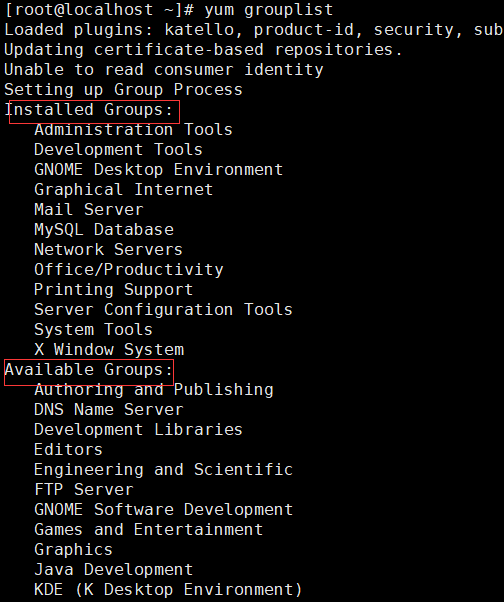 [root@localhost ~]# yum grouplist
Loaded plugins: katello, product-id, security, sub
Updating certificate-based repositories.
Unable to read consumer identity
Setting up Group Process
Installed Groups:
Administration Tools
Development Tools
GNOME Desktop Environment
Graphical Internet
Mail Server
MySQL Database
Network Servers
Office/Productivity
Printing Support
Server Configuration Tools
System Tools
X Window System
Available Groups:
Authoring and Publishing
DNS Name Server
Development Libraries
Editors
Engineering and Scientific
FTP Server
GNOME Software Development
Games and Entertainment
Graphics
Java Development
KDE (K Desktop Environment)